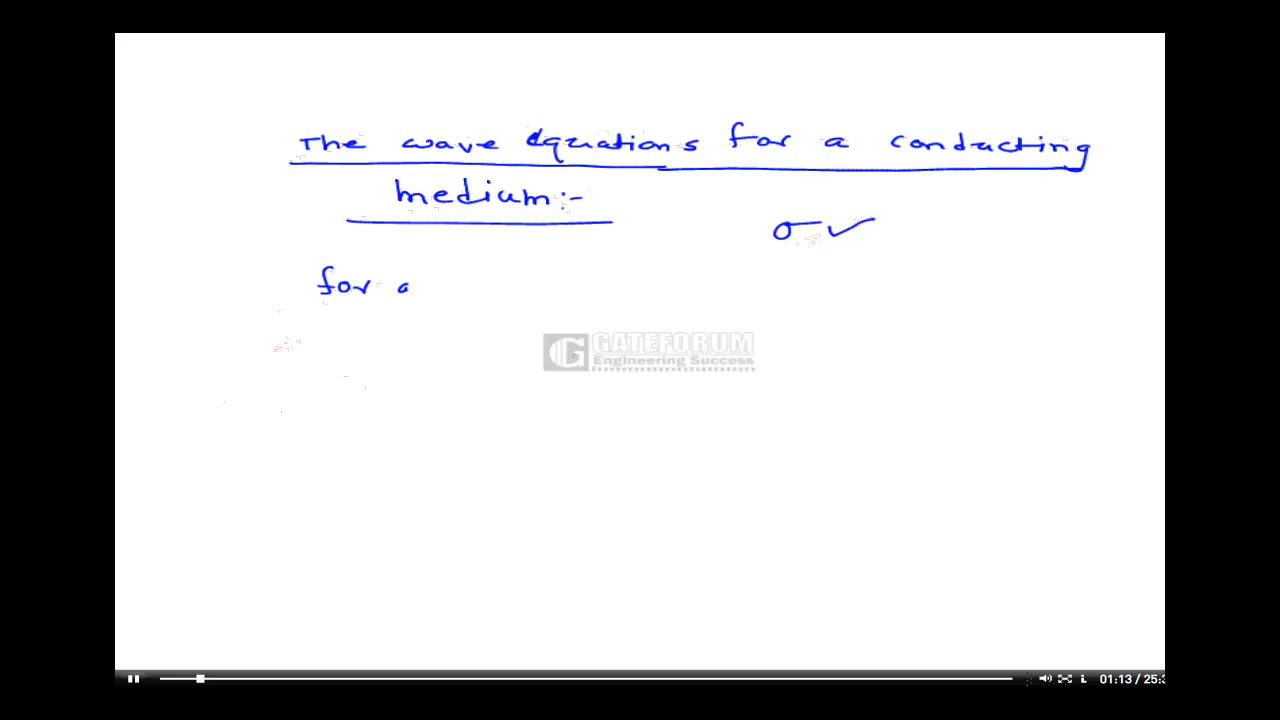 The wave Equations for a conducting
medium:-
σ ✓
for a
GATEFORUM
Engineering Success
01:13 / 25:3